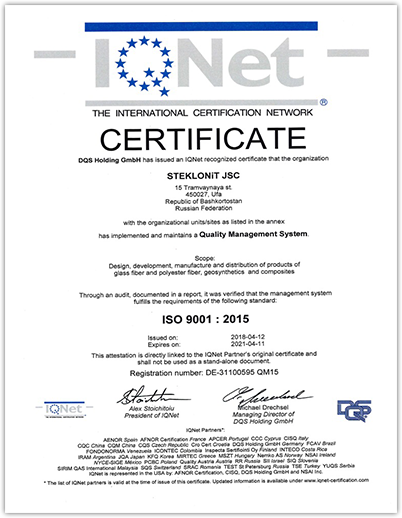 IQNet
®
THE INTERNATIONAL CERTIFICATION NETWORK
CERTIFICATE
DQS Holding GmbH has issued an IQNet recognized certificate that the organization
STEKLONiT JSC
15 Tramvaynaya st.
450027, Ufa
Republic of Bashkortostan
Russian Federation
with the organizational units/sites as listed in the annex
has implemented and maintains a Quality Management System.
Scope:
Design, development, manufacture and distribution of products of
glass fiber and polyester fiber, geosynthetics and composites
Through an audit, documented in a report, it was verified that the management system
fulfills the requirements of the following standard:
ISO 9001 : 2015
Issued on: 2018-04-12
Expires on: 2021-04-11
This attestation is directly linked to the IQNet Partner's original certificate and
shall not be used as a stand-alone document.
Registration number: DE-31100595 QM15
IQNet
Alex Stoichitoiu
President of IQNet
Michael Drechsel
Managing Director of
DQS Holding GmbH
DQS
IQNet Partners*:
AENOR Spain AFNOR Certification France APCER Portugal CCC Cyprus CISQ Italy
CQC China CQM China CQS Czech Republic Cro Cert Croatia DQS Holding GmbH Germany FCAV Brazil
FONDONORMA Venezuela ICONTEC Colombia Inspecta Sertifiointi Oy Finland INTECO Costa Rica
IRAM Argentina JQA Japan KFQ Korea MIRTEC Greece MSZT Hungary Nemko AS Norway NSAI Ireland
NYCE-SIGE México PCBC Poland Quality Austria Austria RR Russia SII Israel SIQ Slovenia
SIRIM QAS International Malaysia SQS Switzerland SRAC Romania TEST St Petersburg Russia TSE Turkey YUQS Serbia
IQNet is represented in the USA by: AFNOR Certification, CISQ, DQS Holding GmbH and NSAI Inc.
* The list of IQNet partners is valid at the time of issue of this certificate. Updated information is available under www.iqnet-certification.com